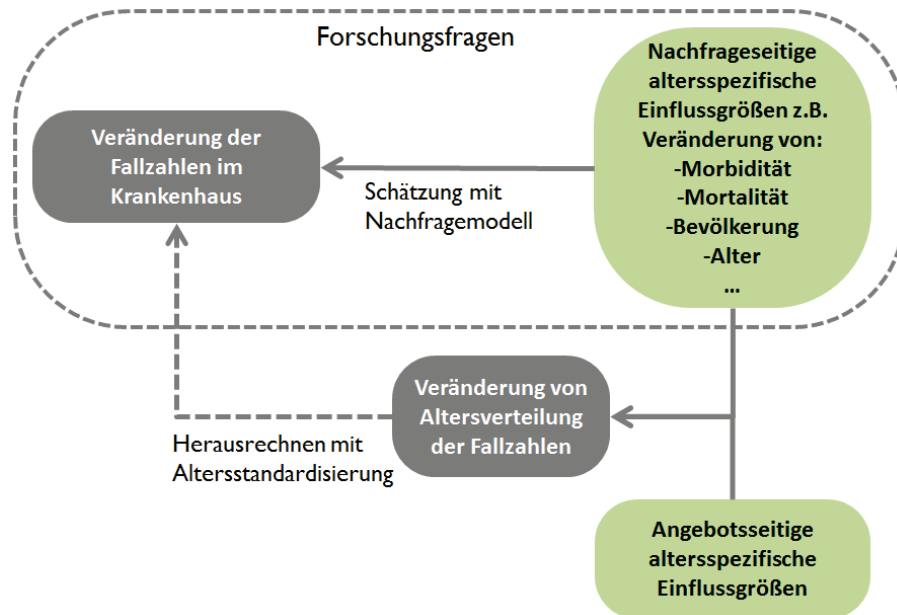 Forschungsfragen
Veränderung der
Fallzahlen im
Krankenhaus
Schätzung mit
Nachfragemodell
Nachfrageseitige
altersspezifische
Einflussgrößen z.B.
Veränderung von:
-Morbidität
-Mortalität
-Bevölkerung
-Alter
...
Veränderung von
Altersverteilung
der Fallzahlen
Herausrechnen mit
Altersstandardisierung
Angebotsseitige
altersspezifische
Einflussgrößen